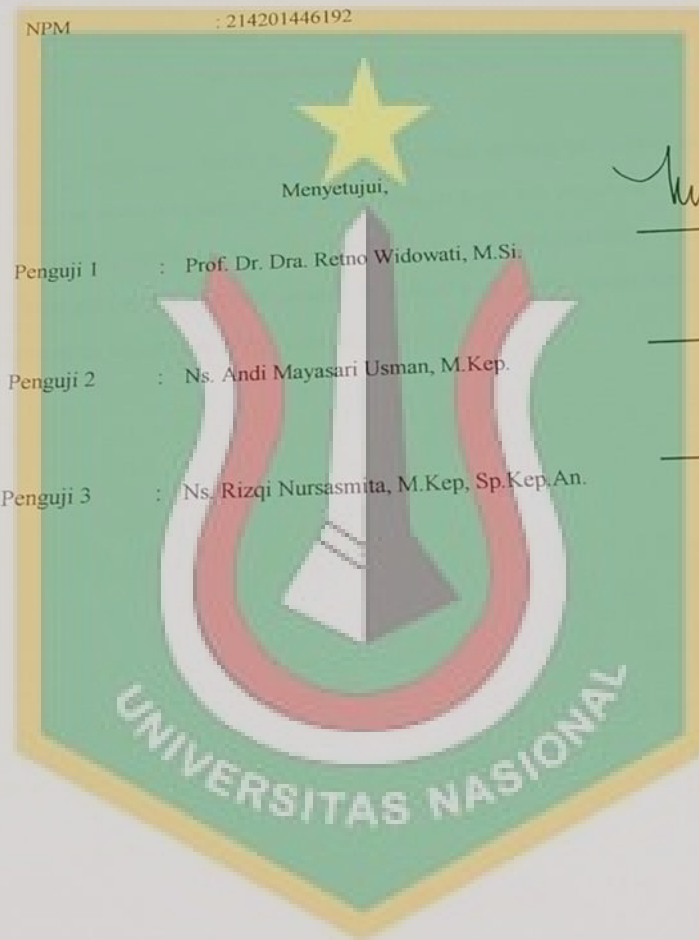 NPM : 214201446192
Menyetujui,
Penguji 1 : Prof. Dr. Dra. Retno Widowati, M.Si.
Penguji 2 : Ns. Andi Mayasari Usman, M.Kep.
Penguji 3 : Ns. Rizqi Nursasmita, M.Kep, Sp.Kep.An.
UNIVERSITAS NASIONAL